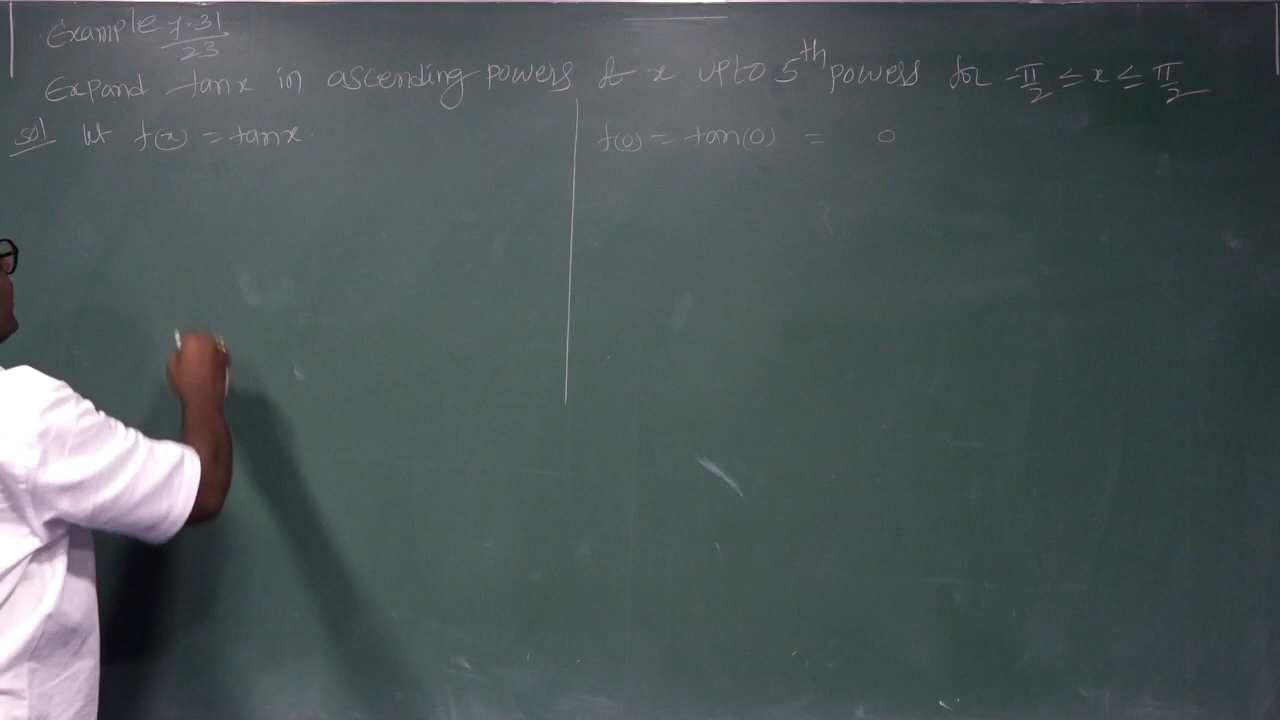 Example 7.31
23
Expand tanx in ascending powers of x upto 5th powers for -π/2 ≤ x ≤ π/2
sol let f(x) = tanx.
f(0) = tan(0) = 0